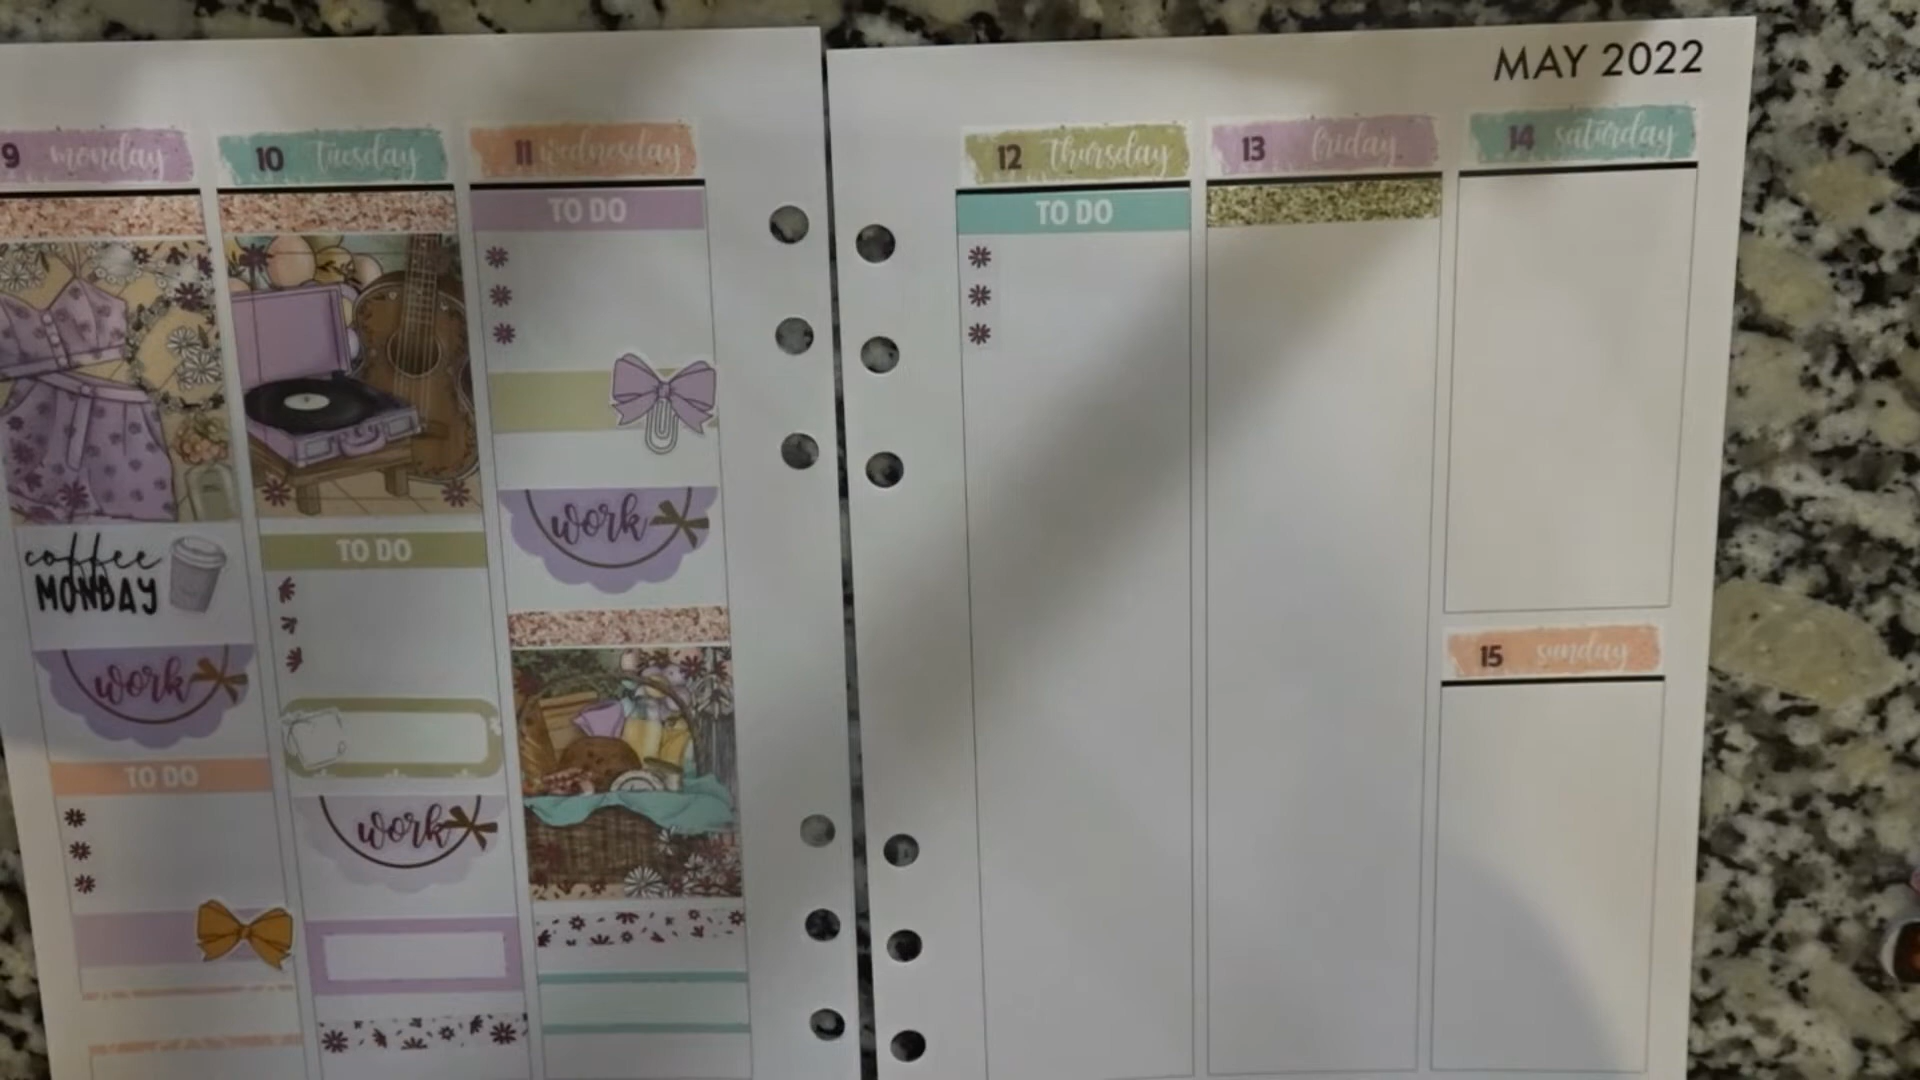 MAY 2022
9 monday
10 tuesday
11 wednesday
12 thursday
13 friday
14 saturday
TO DO
TO DO
work
coffee
MONDAY
TO DO
work
15 sunday
TO DO
work